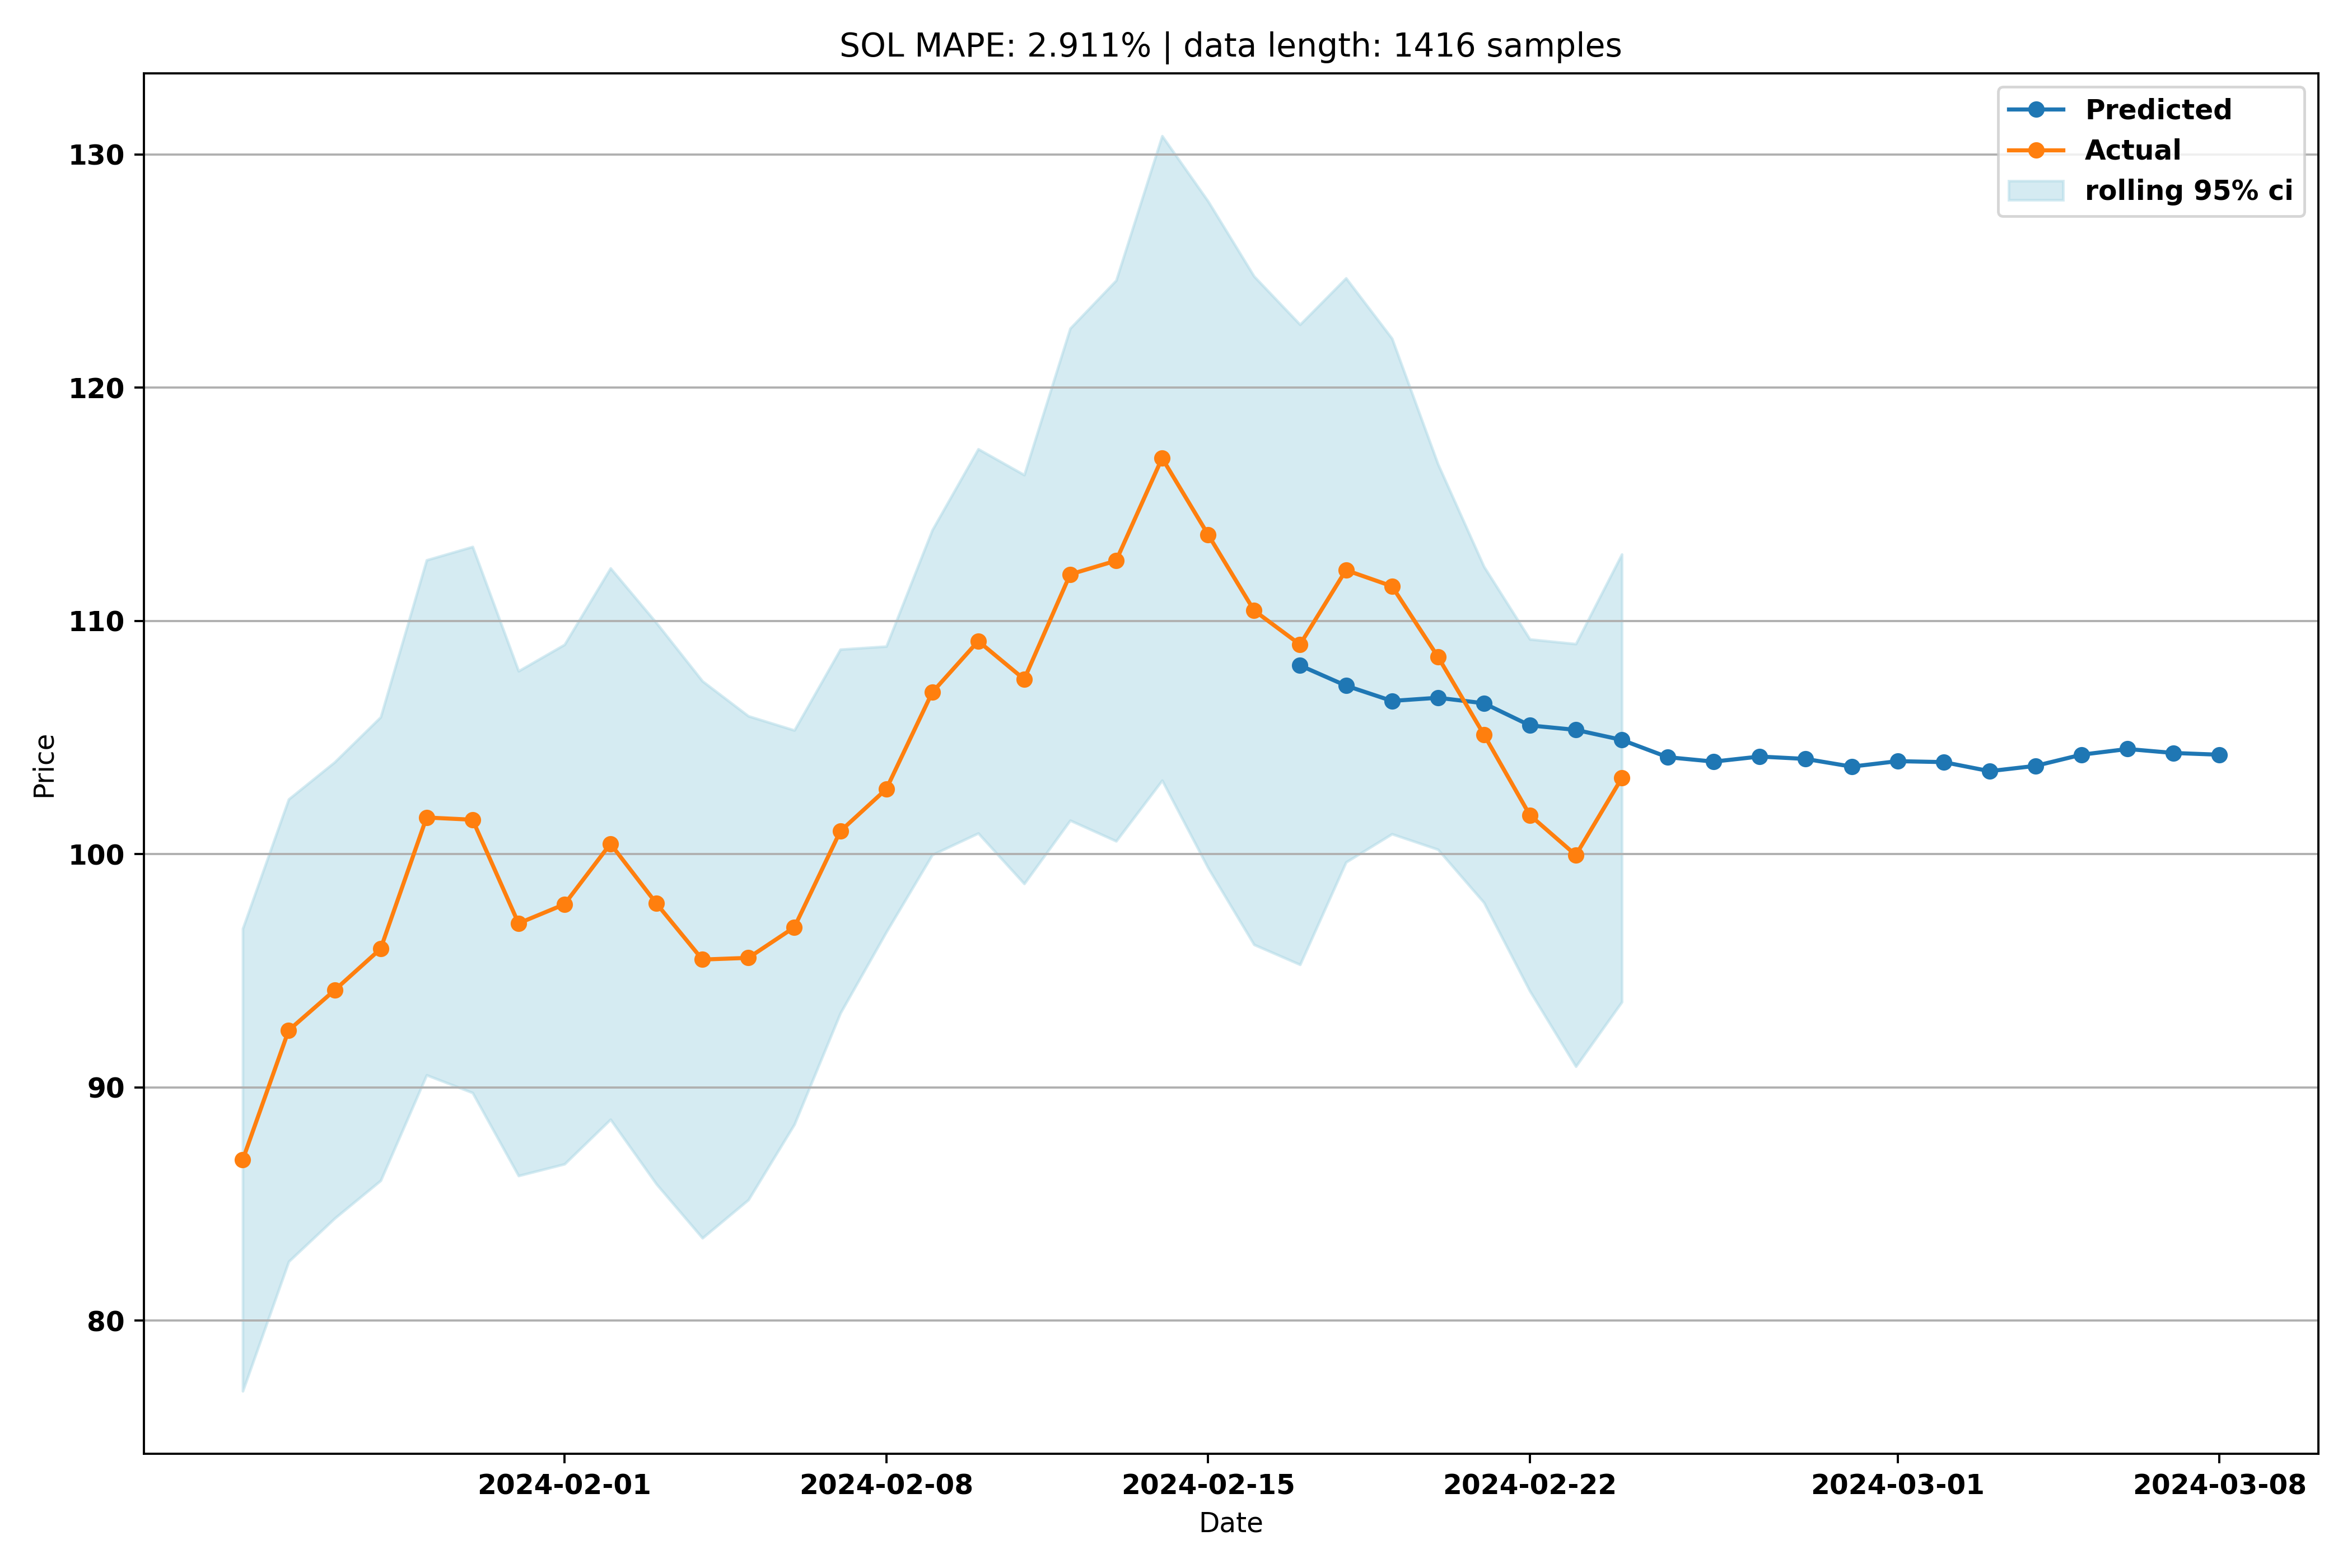 SOL MAPE: 2.911% | data length: 1416 samples
Predicted
Actual
rolling 95% ci
130
120
110
100
90
80
Price
2024-02-01
2024-02-08
2024-02-15
2024-02-22
2024-03-01
2024-03-08
Date